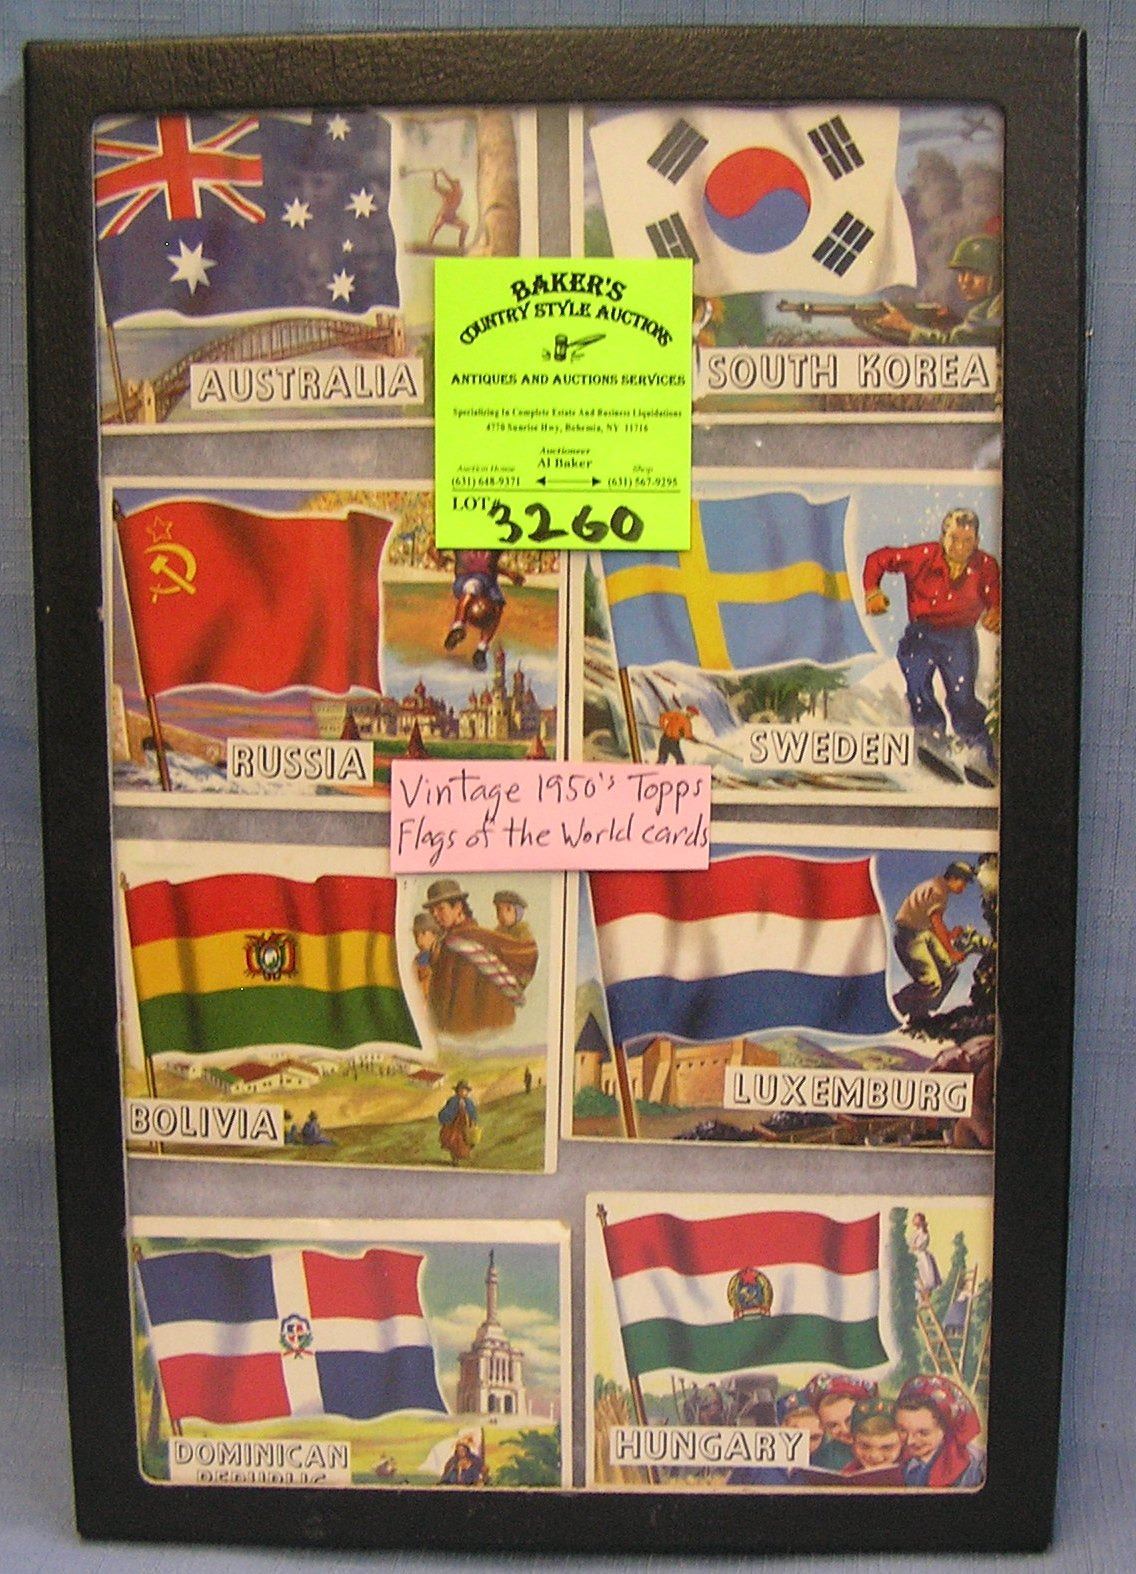 AUSTRALIA
SOUTH KOREA
BAKER'S
COUNTRY STYLE AUCTIONS
ANTIQUES AND AUCTIONS SERVICES
Specializing In Complete Estate And Business Liquidations
4770 Sunrise Hwy, Bohemia, NY 11716
Auctioneer
Al Baker
Auction House
Shop
(631) 648-9371
(631) 567-9295
LOT# 3260
RUSSIA
SWEDEN
Vintage 1950's Topps
Flags of the World cards
BOLIVIA
LUXEMBURG
DOMINICAN
REPUBLIC
HUNGARY